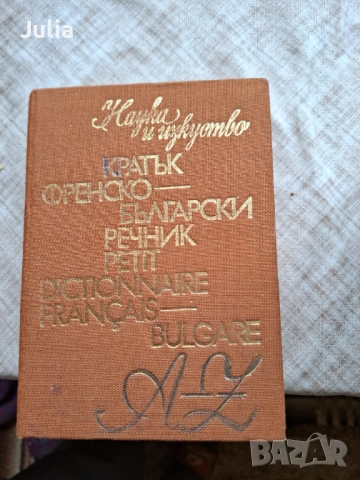 Julia
Наука
и изкуство
КРАТЪК
ФРЕНСКО—
БЪЛГАРСКИ
РЕЧНИК
PETIT
DICTIONNAIRE
FRANÇAIS—
BULGARE
A–Z
BAZAR